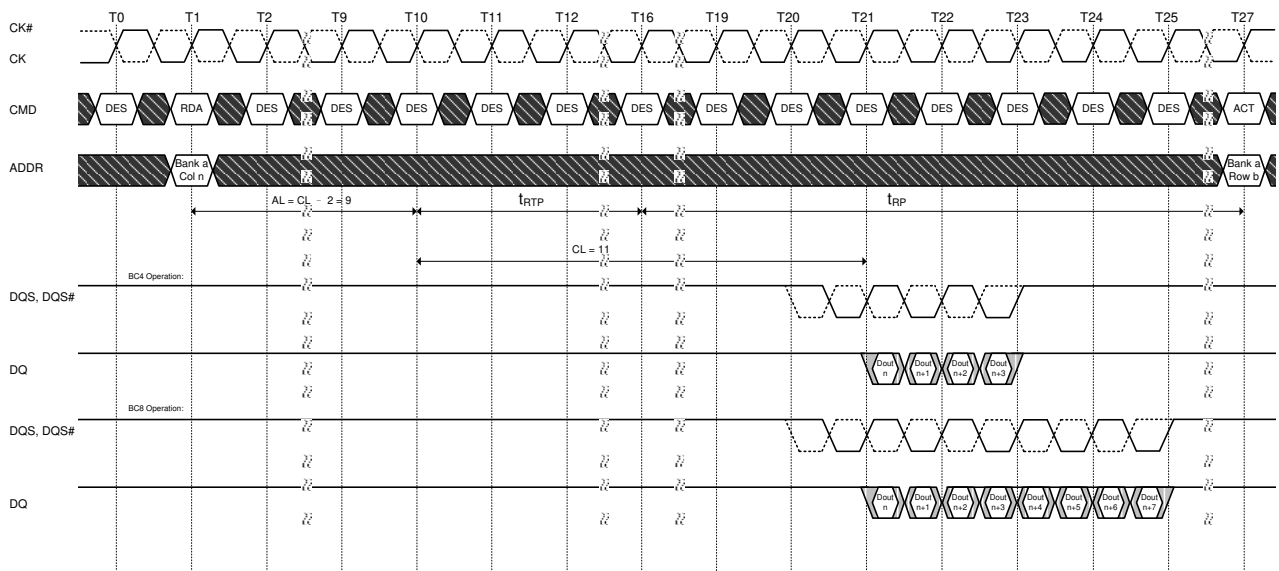 T0 T1 T2 T9 T10 T11 T12 T16 T19 T20 T21 T22 T23 T24 T25 T27
CK#
CK
CMD DES RDA DES DES DES DES DES DES DES DES DES DES DES DES DES ACT
ADDR Bank a Bank a
Col n Row b
AL = CL - 2 = 9 tRTP tRP
CL = 11
BC4 Operation:
DQS, DQS#
DQ Dout Dout Dout Dout
n n+1 n+2 n+3
BC8 Operation:
DQS, DQS#
DQ Dout Dout Dout Dout Dout Dout Dout Dout
n n+1 n+2 n+3 n+4 n+5 n+6 n+7